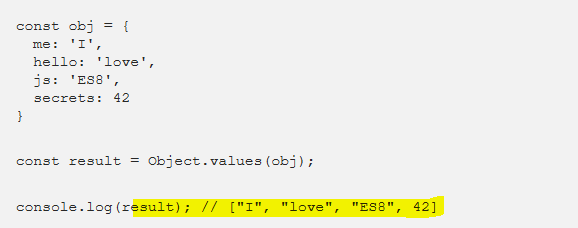 const obj = {
  me: 'I',
  hello: 'love',
  js: 'ES8',
  secrets: 42
}
const result = Object.values(obj);
console.log(result); // ["I", "love", "ES8", 42]